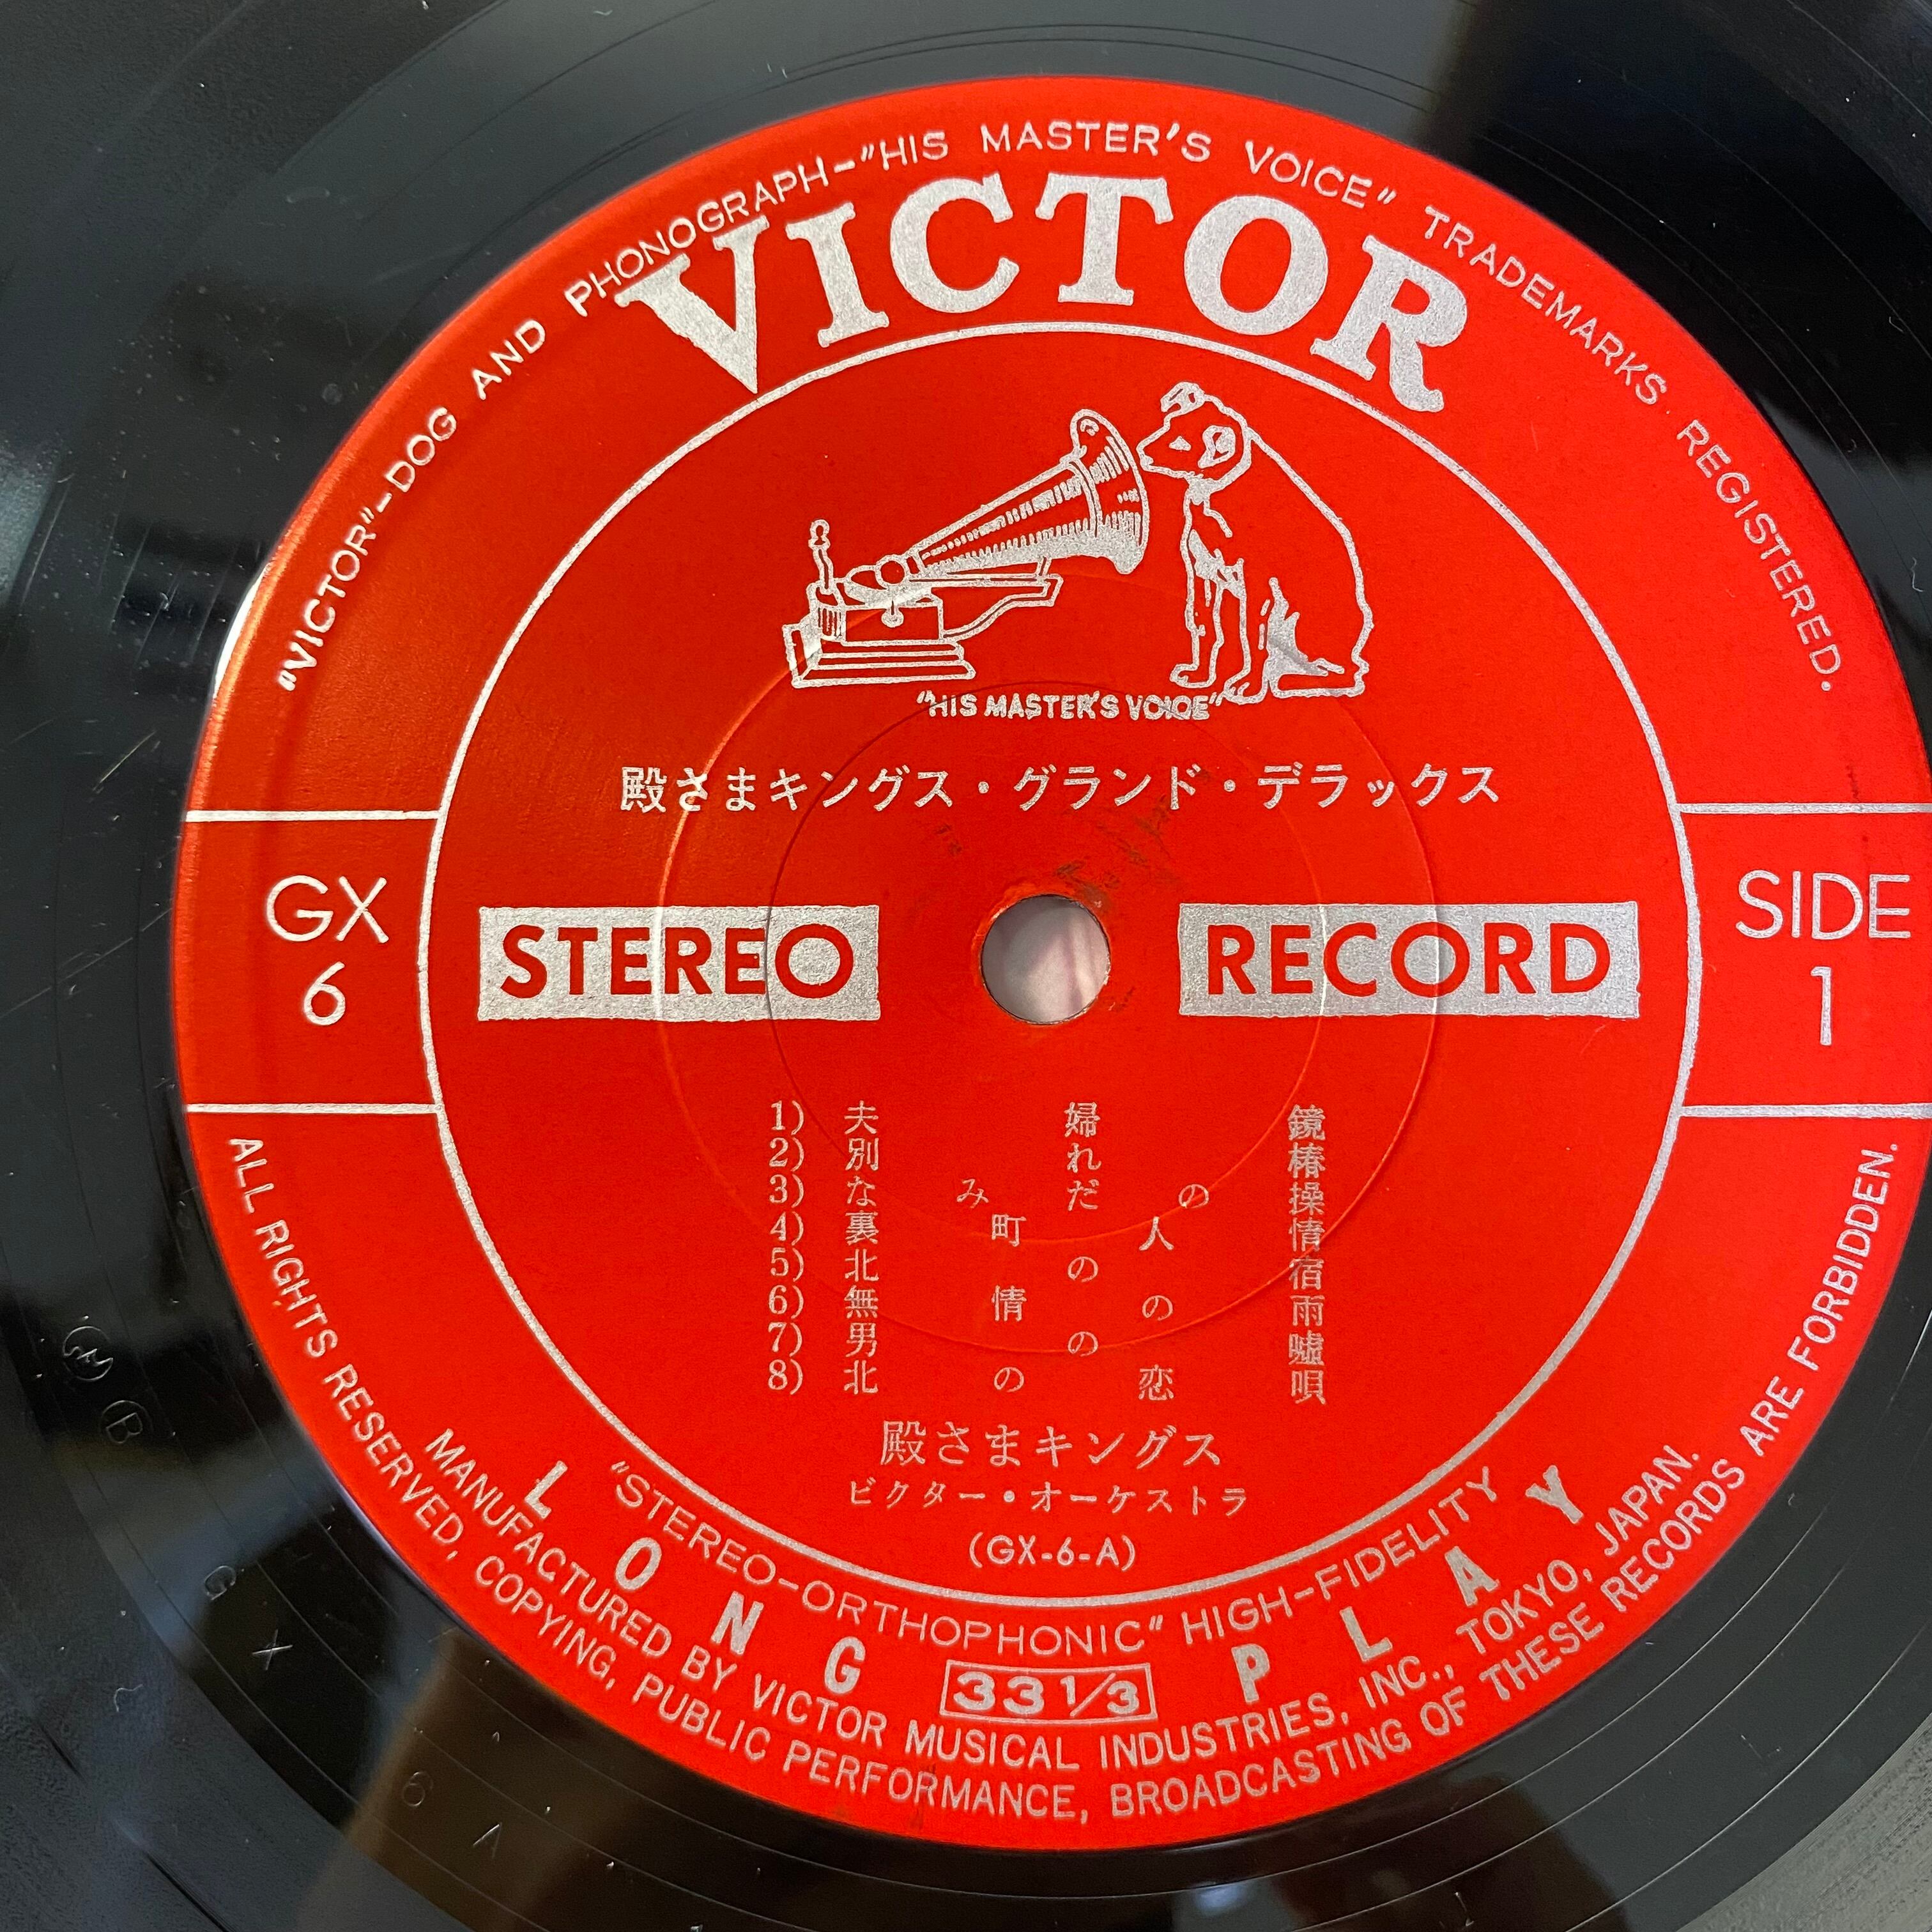 "VICTOR"-DOG AND PHONOGRAPH-"HIS MASTER'S VOICE" TRADEMARKS REGISTERED.
VICTOR
"HIS MASTER'S VOICE"
殿さまキングス・グランド・デラックス
GX
6
STEREO
RECORD
SIDE
1
1) 夫婦鏡
2) 別れ椿
3) なみだの操
4) 裏町人情
5) 北の宿
6) 無情の雨
7) 男の嘘
8) 北の恋唄
殿さまキングス
ビクター・オーケストラ
(GX-6-A)
"STEREO-ORTHOPHONIC" HIGH-FIDELITY
LONG PLAY
33 1/3
MANUFACTURED BY VICTOR MUSICAL INDUSTRIES, INC., TOKYO, JAPAN.
ALL RIGHTS RESERVED, COPYING, PUBLIC PERFORMANCE, BROADCASTING OF THESE RECORDS ARE FORBIDDEN.
B
G X 6 A 1